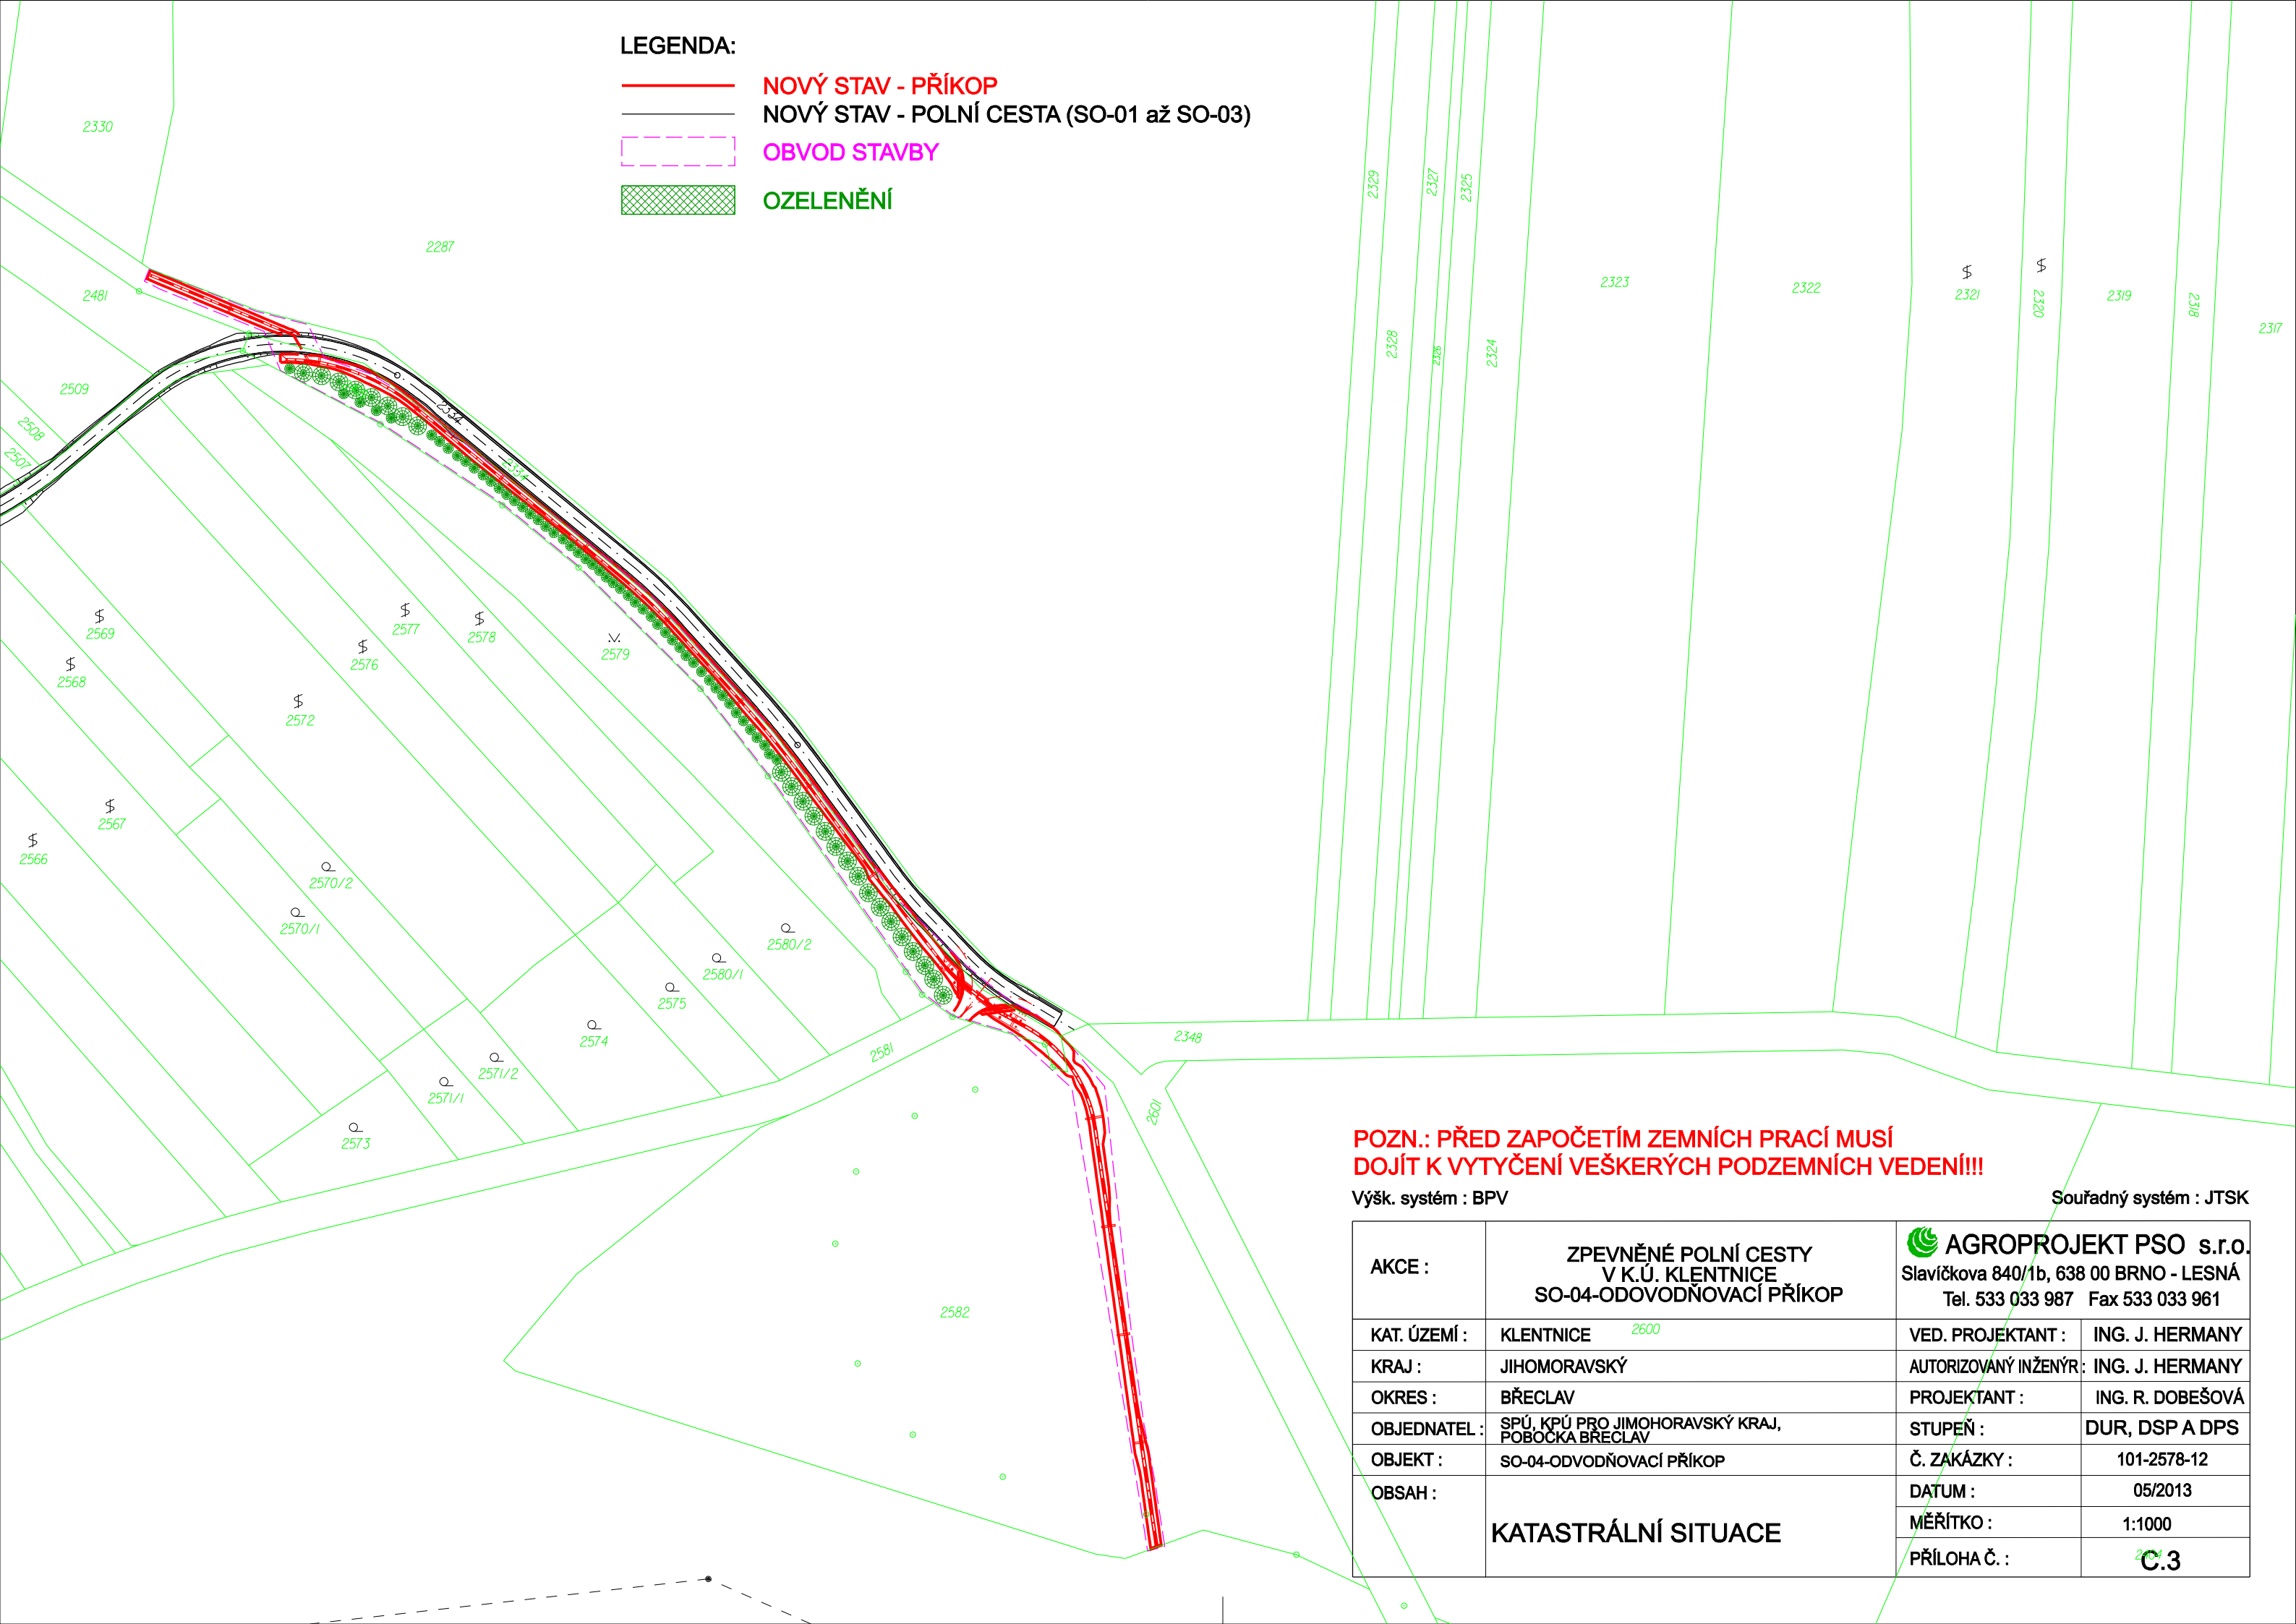 LEGENDA:
NOVÝ STAV - PŘÍKOP
NOVÝ STAV - POLNÍ CESTA (SO-01 až SO-03)
OBVOD STAVBY
OZELENĚNÍ
2330
2287
2481
2509
2508
2507
2334
2334
2329
2327
2325
2328
2326
2324
2323
2322
2321
2320
2319
2318
2317
2569
2568
2577
2576
2578
2579
2572
2567
2566
2570/2
2570/1
2580/2
2580/1
2575
2574
2571/2
2571/1
2573
2581
2348
2601
2582
POZN.: PŘED ZAPOČETÍM ZEMNÍCH PRACÍ MUSÍ
DOJÍT K VYTYČENÍ VEŠKERÝCH PODZEMNÍCH VEDENÍ!!!
Výšk. systém : BPV
Souřadný systém : JTSK
AKCE :
ZPEVNĚNÉ POLNÍ CESTY
V K.Ú. KLENTNICE
SO-04-ODOVODŇOVACÍ PŘÍKOP
AGROPROJEKT PSO s.r.o.
Slavíčkova 840/1b, 638 00 BRNO - LESNÁ
Tel. 533 033 987 Fax 533 033 961
KAT. ÚZEMÍ : KLENTNICE
2600
VED. PROJEKTANT : ING. J. HERMANY
KRAJ : JIHOMORAVSKÝ
AUTORIZOVANÝ INŽENÝR : ING. J. HERMANY
OKRES : BŘECLAV
PROJEKTANT : ING. R. DOBEŠOVÁ
OBJEDNATEL : SPÚ, KPÚ PRO JIMOHORAVSKÝ KRAJ,
POBOČKA BŘECLAV
STUPEŇ : DUR, DSP A DPS
OBJEKT : SO-04-ODVODŇOVACÍ PŘÍKOP
Č. ZAKÁZKY : 101-2578-12
OBSAH :
KATASTRÁLNÍ SITUACE
DATUM : 05/2013
MĚŘÍTKO : 1:1000
PŘÍLOHA Č. : C.3